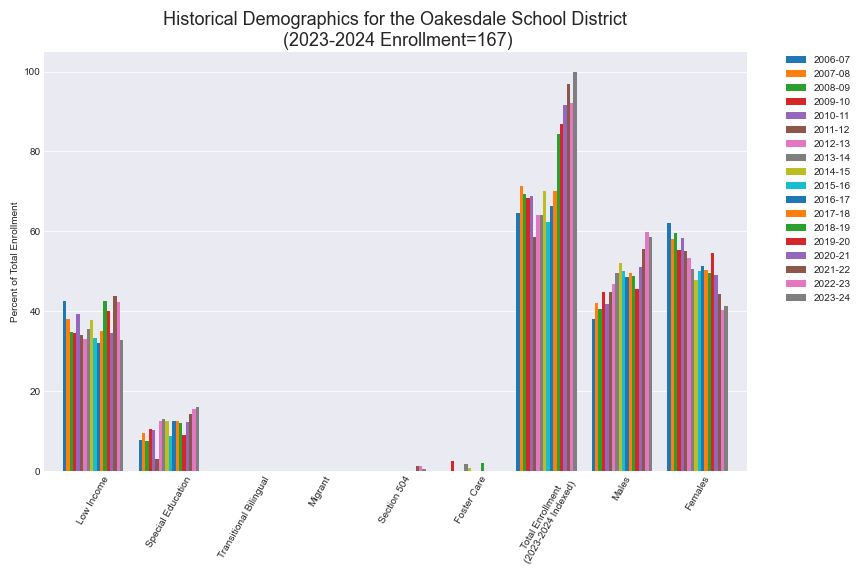 Historical Demographics for the Oakesdale School District
(2023-2024 Enrollment=167)
Percent of Total Enrollment
100
80
60
40
20
0
Low Income
Special Education
Transitional Bilingual
Migrant
Section 504
Foster Care
Total Enrollment
(2023-2024 Indexed)
Males
Females
2006-07
2007-08
2008-09
2009-10
2010-11
2011-12
2012-13
2013-14
2014-15
2015-16
2016-17
2017-18
2018-19
2019-20
2020-21
2021-22
2022-23
2023-24